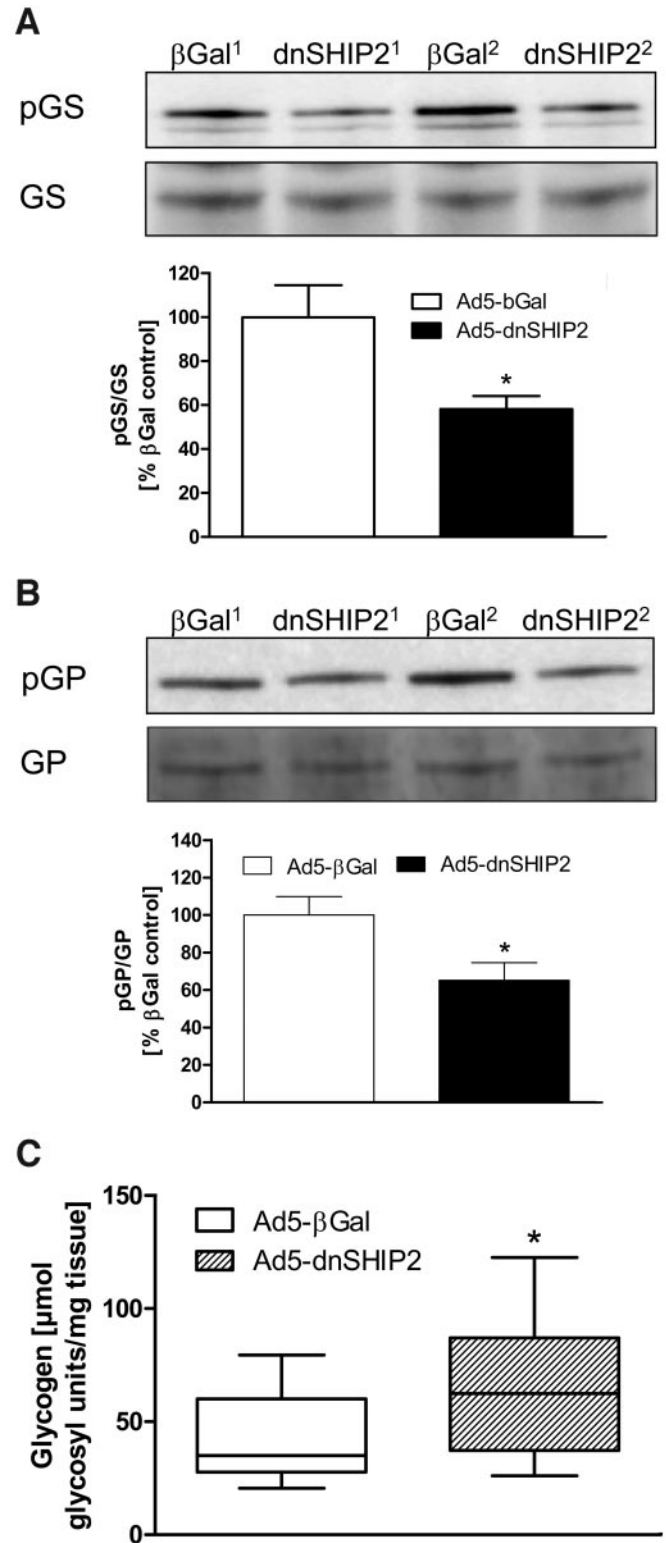 A
βGal¹ dnSHIP2¹ βGal² dnSHIP2²
pGS
GS
120
100
80
60
40
20
0
pGS/GS
[% βGal control]
Ad5-bGal
Ad5-dnSHIP2
*
B
βGal¹ dnSHIP2¹ βGal² dnSHIP2²
pGP
GP
140
120
100
80
60
40
20
0
pGP/GP
[% βGal control]
Ad5-βGal Ad5-dnSHIP2
*
C
150
100
50
0
Glycogen [µmol
glycosyl units/mg tissue]
Ad5-βGal
Ad5-dnSHIP2
*